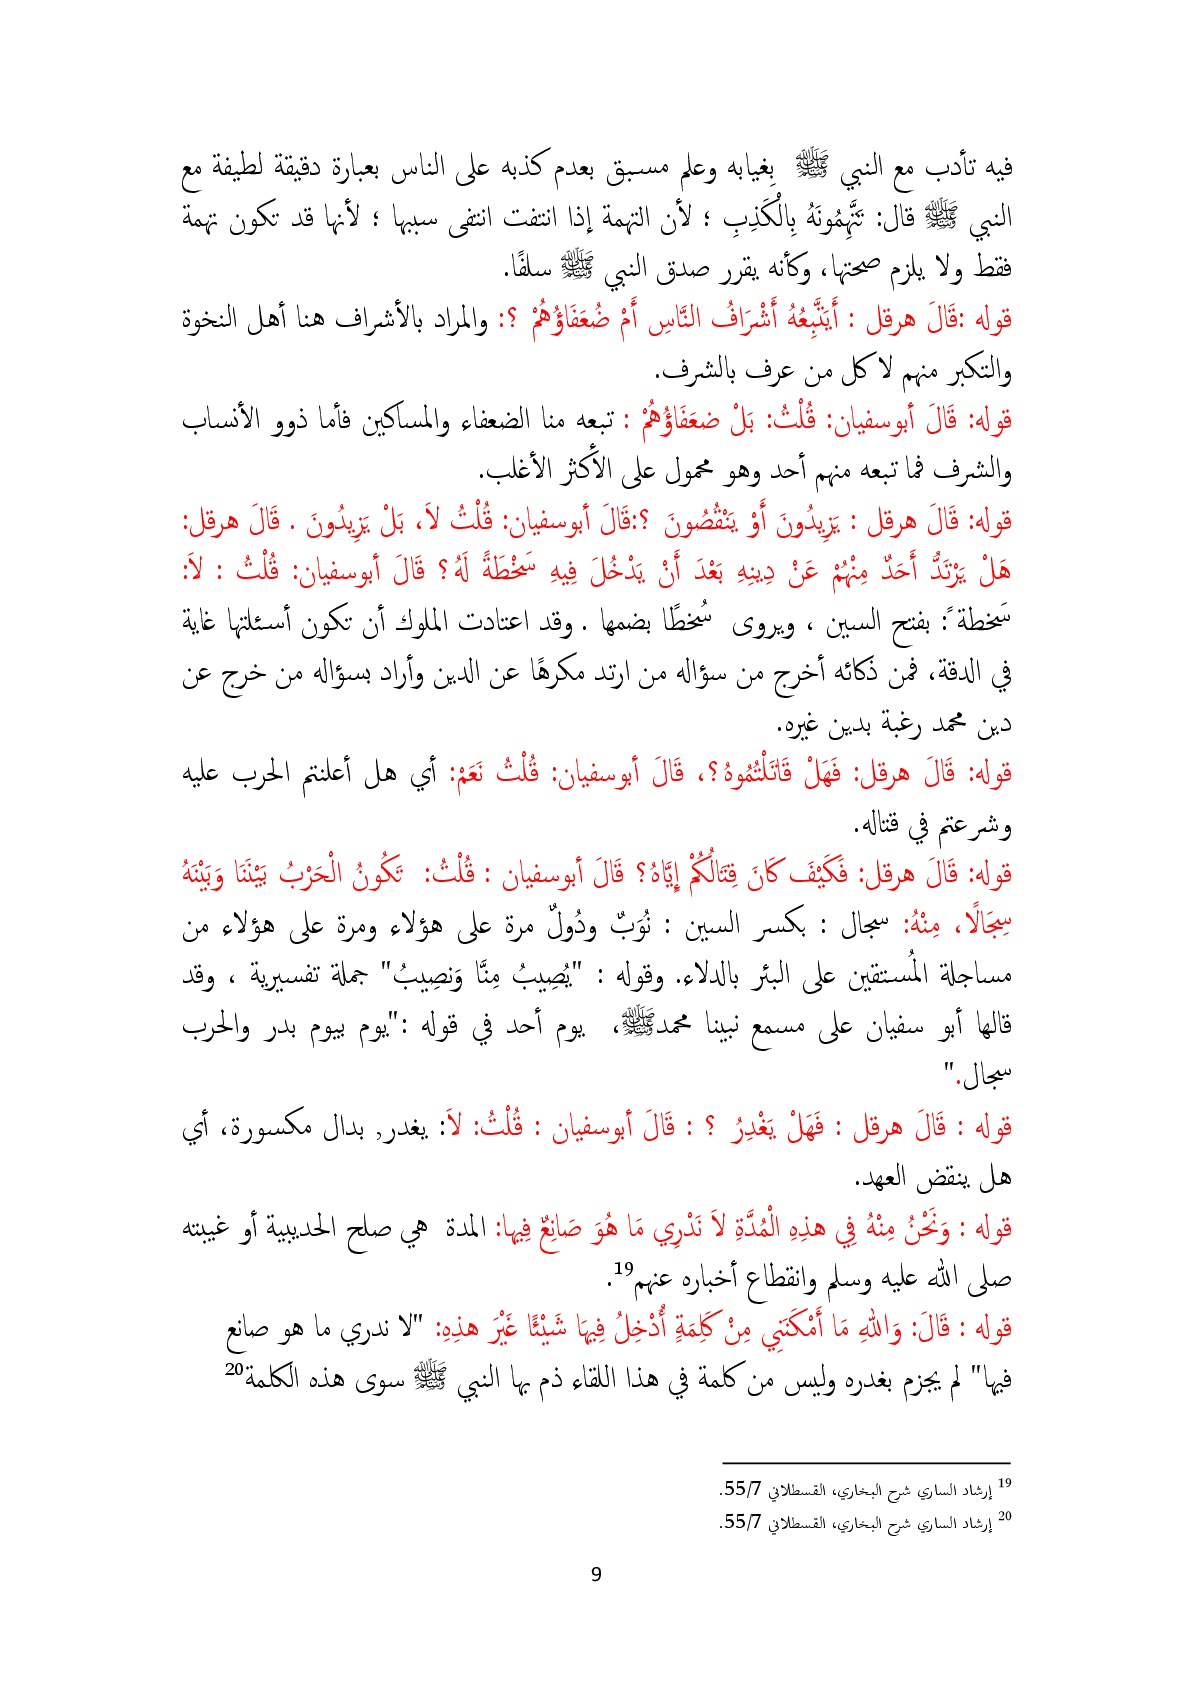 فيه تأدب مع النبي ﷺ بِغيابه وعلم مسبق بعدم كذبه على الناس بعبارة دقيقة لطيفة مع
النبي ﷺ قال: تَتَّهِمُونَهُ بِالْكَذِبِ ؛ لأن التهمة إذا انتفت انتفى سببها ؛ لأنها قد تكون تهمة
فقط ولا يلزم صحتها، وكأنه يقرر صدق النبي ﷺ سلفًا.
قوله :قَالَ هرقل : أَيَتَّبِعُهُ أَشْرَافُ النَّاسِ أَمْ ضُعَفَاؤُهُمْ ؟: والمراد بالأشراف هنا أهل النخوة
والتكبر منهم لا كل من عرف بالشرف.
قوله: قَالَ أبوسفيان: قُلْتُ: بَلْ ضعَفَاؤُهُمْ : تبعه منا الضعفاء والمساكين فأما ذوو الأنساب
والشرف فما تبعه منهم أحد وهو محمول على الأكثر الأغلب.
قوله: قَالَ هرقل : يَزِيدُونَ أَوْ يَنْقُصُونَ ؟:قَالَ أبوسفيان: قُلْتُ لاَ، بَلْ يَزِيدُونَ . قَالَ هرقل:
هَلْ يَرْتَدُّ أَحَدٌ مِنْهُمْ عَنْ دِينِهِ بَعْدَ أَنْ يَدْخُلَ فِيهِ سَخْطَةً لَهُ؟ قَالَ أبوسفيان: قُلْتُ : لاَ:
سَخطة ً: بفتح السين ، ويروى سُخطًا بضمها . وقد اعتادت الملوك أن تكون أسئلتها غاية
في الدقة، فمن ذكائه أخرج من سؤاله من ارتد مكرهًا عن الدين وأراد بسؤاله من خرج عن
دين محمد رغبة بدين غيره.
قوله: قَالَ هرقل: فَهَلْ قَاتَلْتُمُوهُ؟، قَالَ أبوسفيان: قُلْتُ نَعَمْ: أي هل أعلنتم الحرب عليه
وشرعتم في قتاله.
قوله: قَالَ هرقل: فَكَيْفَ كَانَ قِتَالُكُمْ إِيَّاهُ؟ قَالَ أبوسفيان : قُلْتُ: تَكُونُ الْحَرْبُ بَيْنَنَا وَبَيْنَهُ
سِجَالًا، مِنْهُ: سجال : بكسر السين : نُوَبٌ ودُولٌ مرة على هؤلاء ومرة على هؤلاء من
مساجلة المُستقين على البئر بالدلاء. وقوله : "يُصِيبُ مِنَّا وَنصِيبُ" جملة تفسيرية ، وقد
قالها أبو سفيان على مسمع نبينا محمدﷺ، يوم أحد في قوله :"يوم بيوم بدر والحرب
سجال."
قوله : قَالَ هرقل : فَهَلْ يَغْدِرُ ؟ : قَالَ أبوسفيان : قُلْتُ: لاَ: يغدر, بدال مكسورة، أي
هل ينقض العهد.
قوله : وَنَحْنُ مِنْهُ فِي هذِهِ الْمُدَّةِ لاَ نَدْرِي مَا هُوَ صَانِعٌ فِيها: المدة هي صلح الحديبية أو غيبته
صلى الله عليه وسلم وانقطاع أخباره عنهم19.
قوله : قَالَ: وَاللهِ مَا أَمْكَنَنِي مِنْ كَلِمَةٍ أُدْخِلُ فِيهَا شَيْئًا غَيْرَ هذِهِ: "لا ندري ما هو صانع
فيها" لم يجزم بغدره وليس من كلمة في هذا اللقاء ذم بها النبي ﷺ سوى هذه الكلمة20
19 إرشاد الساري شرح البخاري، القسطلاني 55/7.
20 إرشاد الساري شرح البخاري، القسطلاني 55/7.
9